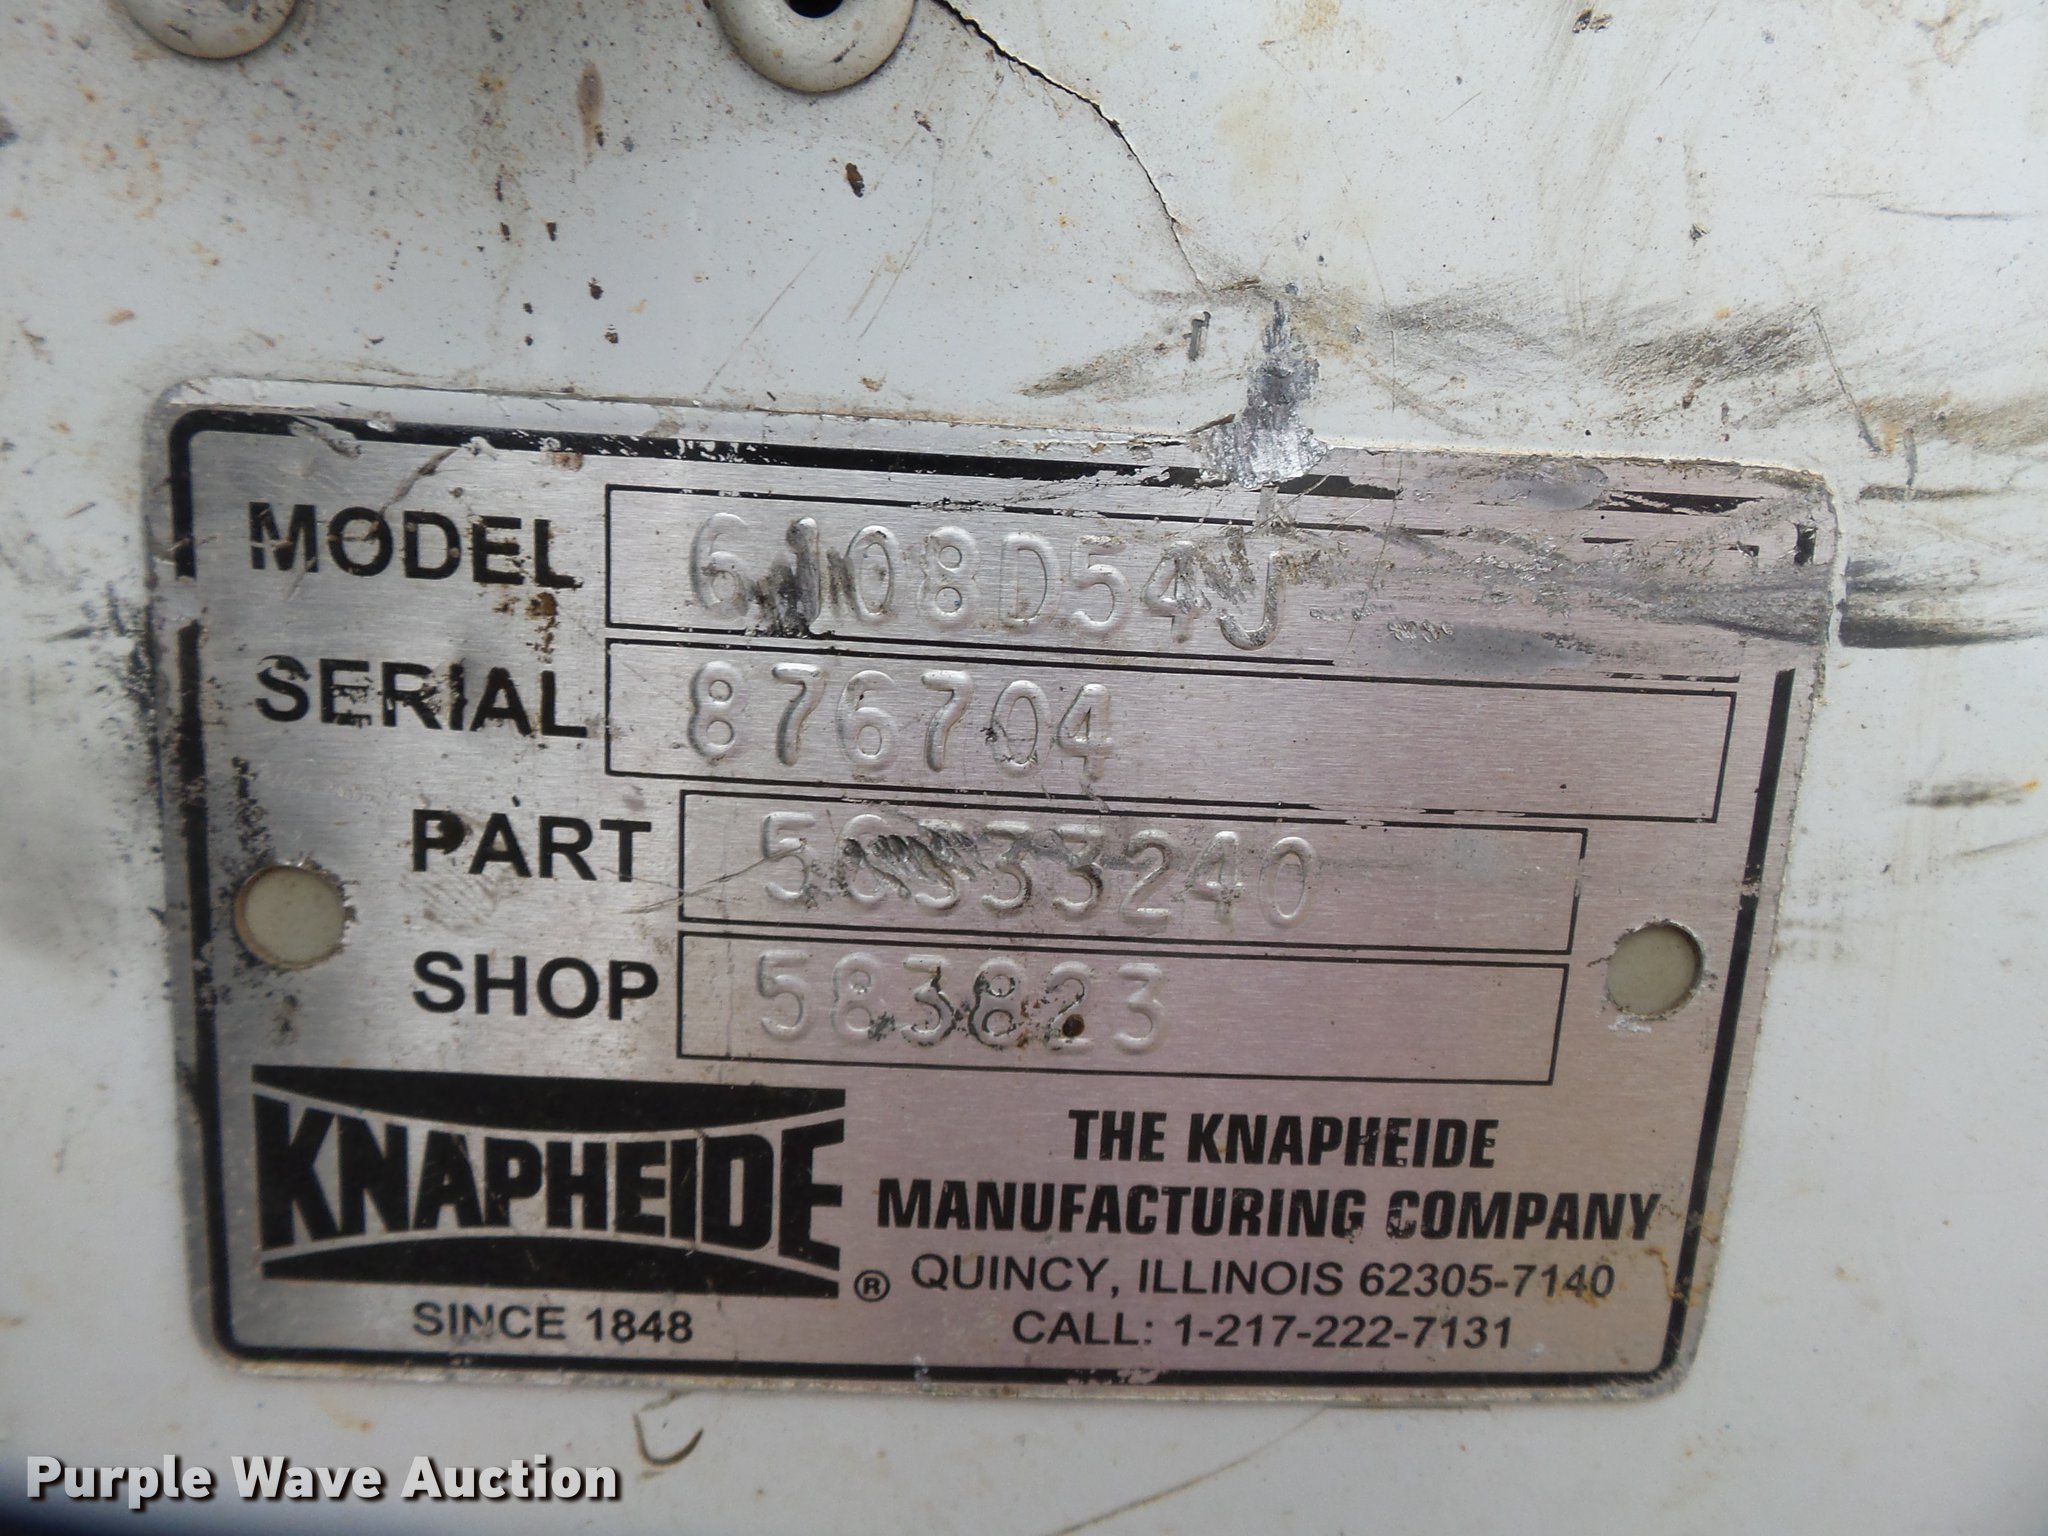 MODEL 6108D54J
SERIAL 876704
PART 56333240
SHOP 583823
KNAPHEIDE ®
SINCE 1848
THE KNAPHEIDE
MANUFACTURING COMPANY
QUINCY, ILLINOIS 62305-7140
CALL: 1-217-222-7131
Purple Wave Auction